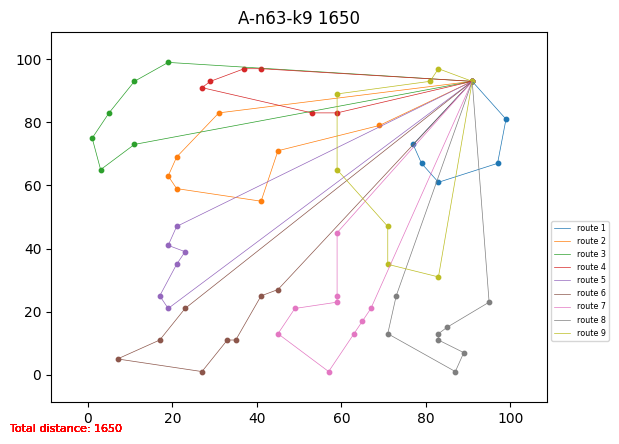 A-n63-k9 1650
100
80
60
40
20
0
0 20 40 60 80 100
route 1
route 2
route 3
route 4
route 5
route 6
route 7
route 8
route 9
Total distance: 1650